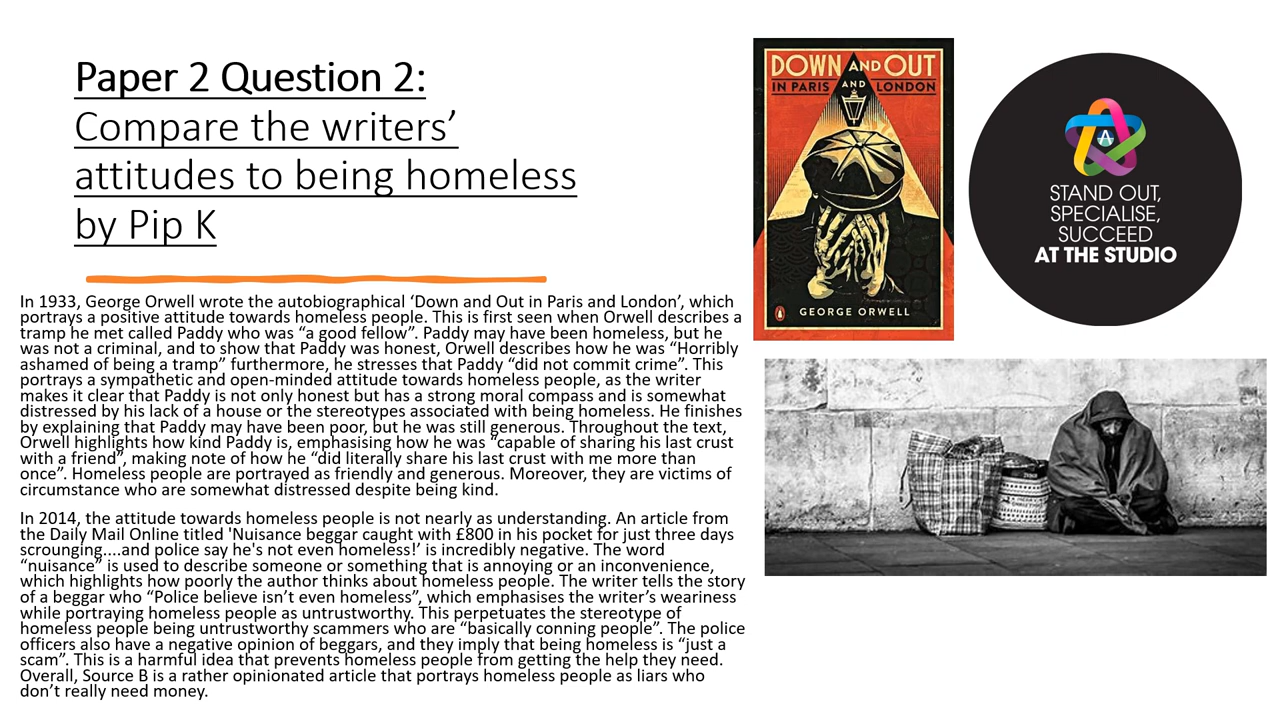 Paper 2 Question 2:
Compare the writers’
attitudes to being homeless
by Pip K
In 1933, George Orwell wrote the autobiographical ‘Down and Out in Paris and London’, which
portrays a positive attitude towards homeless people. This is first seen when Orwell describes a
tramp he met called Paddy who was “a good fellow”. Paddy may have been homeless, but he
was not a criminal, and to show that Paddy was honest, Orwell describes how he was “Horribly
ashamed of being a tramp” furthermore, he stresses that Paddy “did not commit crime”. This
portrays a sympathetic and open-minded attitude towards homeless people, as the writer
makes it clear that Paddy is not only honest but has a strong moral compass and is somewhat
distressed by his lack of a house or the stereotypes associated with being homeless. He finishes
by explaining that Paddy may have been poor, but he was still generous. Throughout the text,
Orwell highlights how kind Paddy is, emphasising how he was “capable of sharing his last crust
with a friend”, making note of how he “did literally share his last crust with me more than
once”. Homeless people are portrayed as friendly and generous. Moreover, they are victims of
circumstance who are somewhat distressed despite being kind.
In 2014, the attitude towards homeless people is not nearly as understanding. An article from
the Daily Mail Online titled 'Nuisance beggar caught with £800 in his pocket for just three days
scrounging....and police say he's not even homeless!’ is incredibly negative. The word
“nuisance” is used to describe someone or something that is annoying or an inconvenience,
which highlights how poorly the author thinks about homeless people. The writer tells the story
of a beggar who “Police believe isn’t even homeless”, which emphasises the writer’s weariness
while portraying homeless people as untrustworthy. This perpetuates the stereotype of
homeless people being untrustworthy scammers who are “basically conning people”. The police
officers also have a negative opinion of beggars, and they imply that being homeless is “just a
scam”. This is a harmful idea that prevents homeless people from getting the help they need.
Overall, Source B is a rather opinionated article that portrays homeless people as liars who
don’t really need money.
DOWN AND OUT
IN PARIS AND LONDON
GEORGE ORWELL
A
STAND OUT,
SPECIALISE,
SUCCEED
AT THE STUDIO